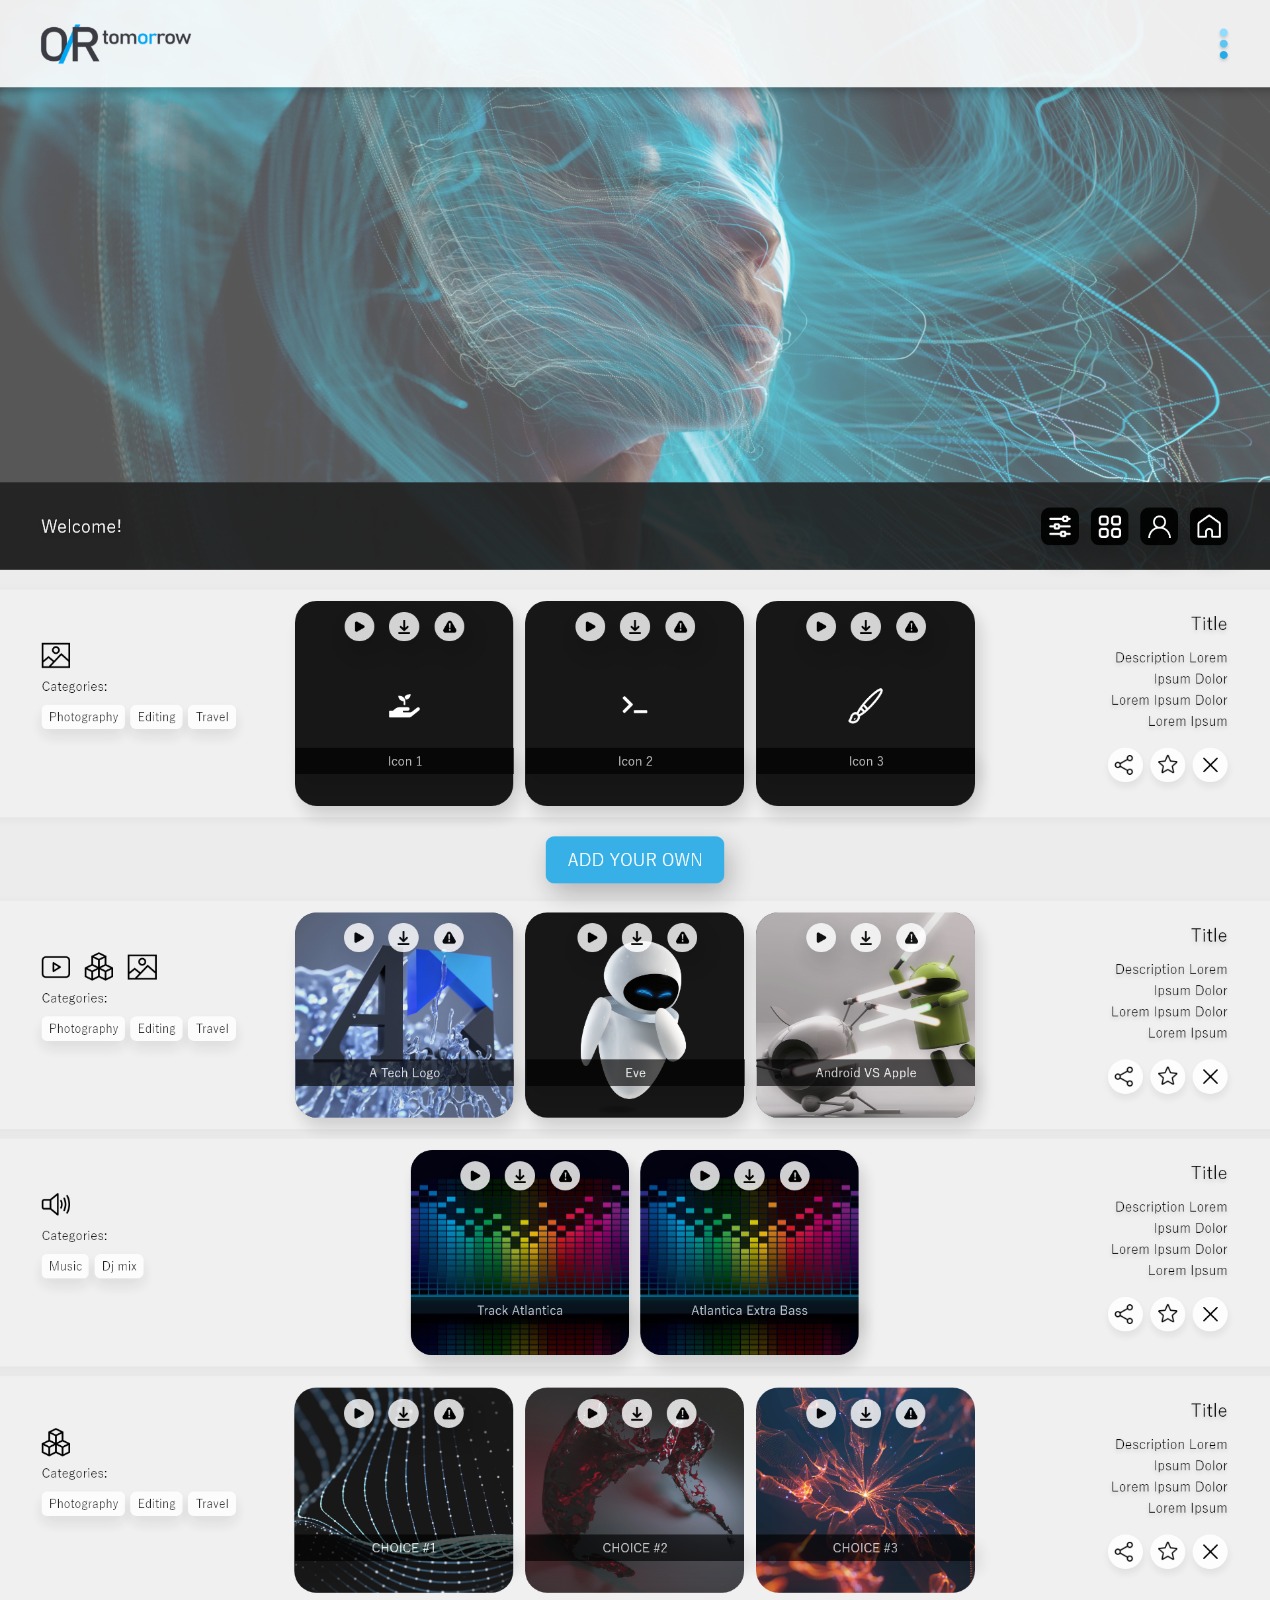 O/R tomorrow
Welcome!
Categories:
Photography Editing Travel
Icon 1
Icon 2
Icon 3
Title
Description Lorem
Ipsum Dolor
Lorem Ipsum Dolor
Lorem Ipsum
ADD YOUR OWN
Categories:
Photography Editing Travel
A Tech Logo
Eve
Android VS Apple
Title
Description Lorem
Ipsum Dolor
Lorem Ipsum Dolor
Lorem Ipsum
Categories:
Music Dj mix
Track Atlantica
Atlantica Extra Bass
Title
Description Lorem
Ipsum Dolor
Lorem Ipsum Dolor
Lorem Ipsum
Categories:
Photography Editing Travel
CHOICE #1
CHOICE #2
CHOICE #3
Title
Description Lorem
Ipsum Dolor
Lorem Ipsum Dolor
Lorem Ipsum